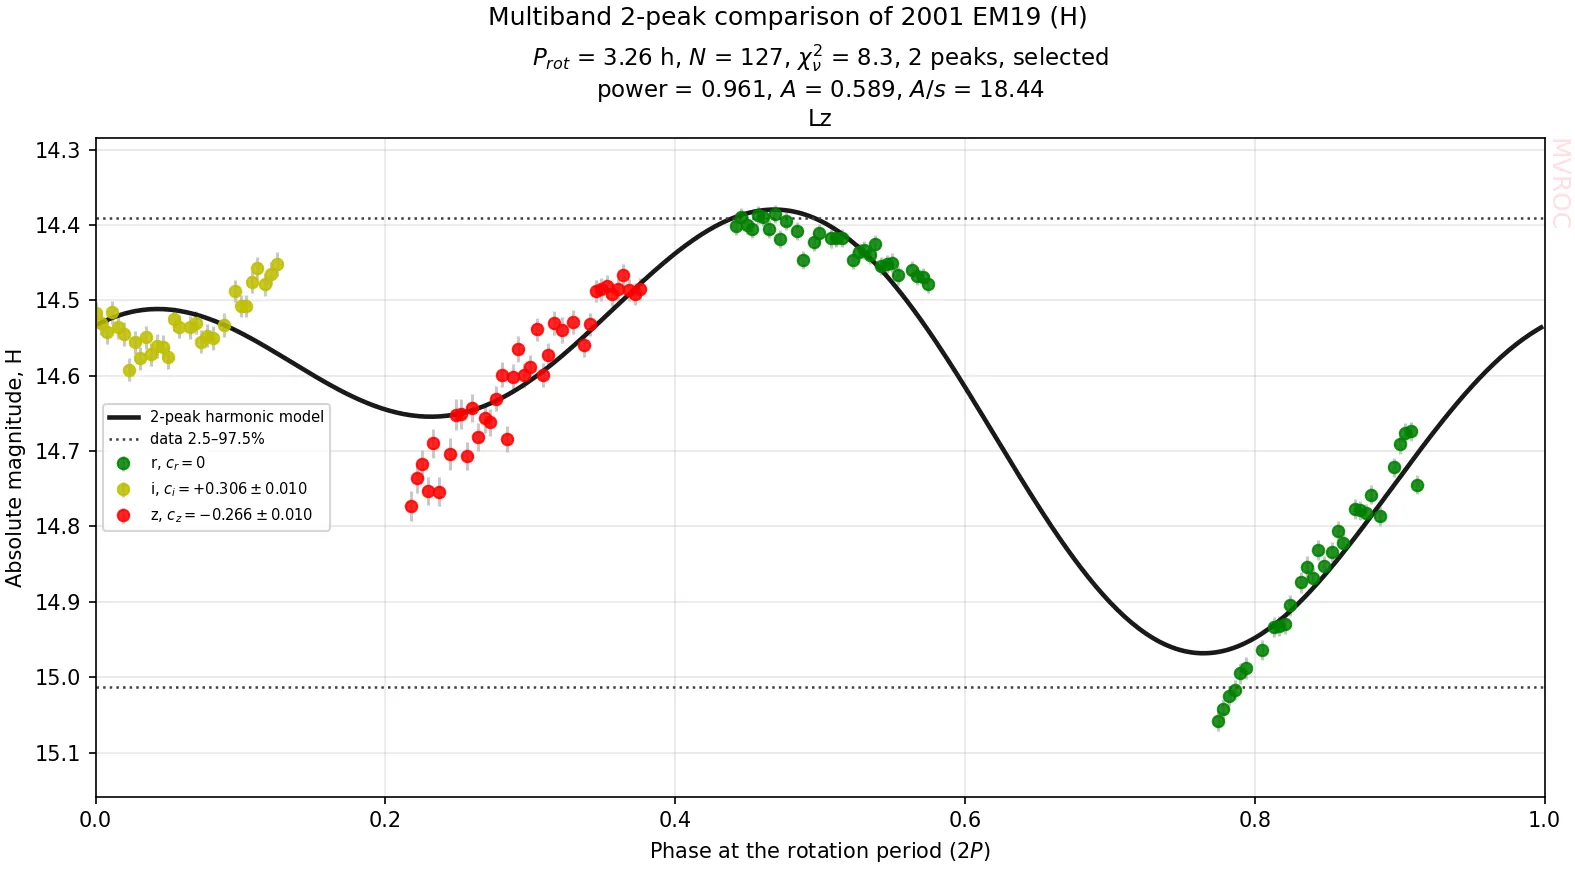 Multiband 2-peak comparison of 2001 EM19 (H)
P_rot = 3.26 h, N = 127, χ²_ν = 8.3, 2 peaks, selected
power = 0.961, A = 0.589, A/s = 18.44
Lz
MVROC
Absolute magnitude, H
14.3
14.4
14.5
14.6
14.7
14.8
14.9
15.0
15.1
2-peak harmonic model
data 2.5–97.5%
r, c_r = 0
i, c_i = +0.306 ± 0.010
z, c_z = −0.266 ± 0.010
0.0 0.2 0.4 0.6 0.8 1.0
Phase at the rotation period (2P)